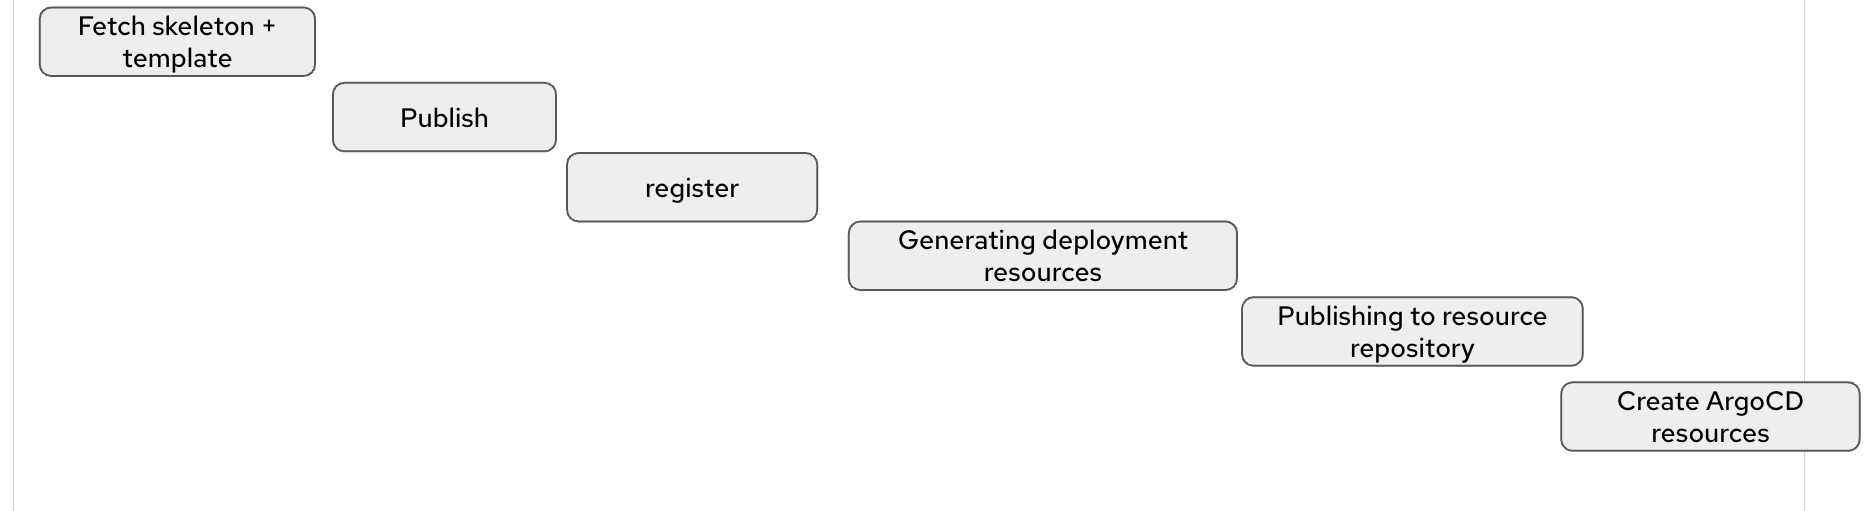 Fetch skeleton +
template
Publish
register
Generating deployment
resources
Publishing to resource
repository
Create ArgoCD
resources